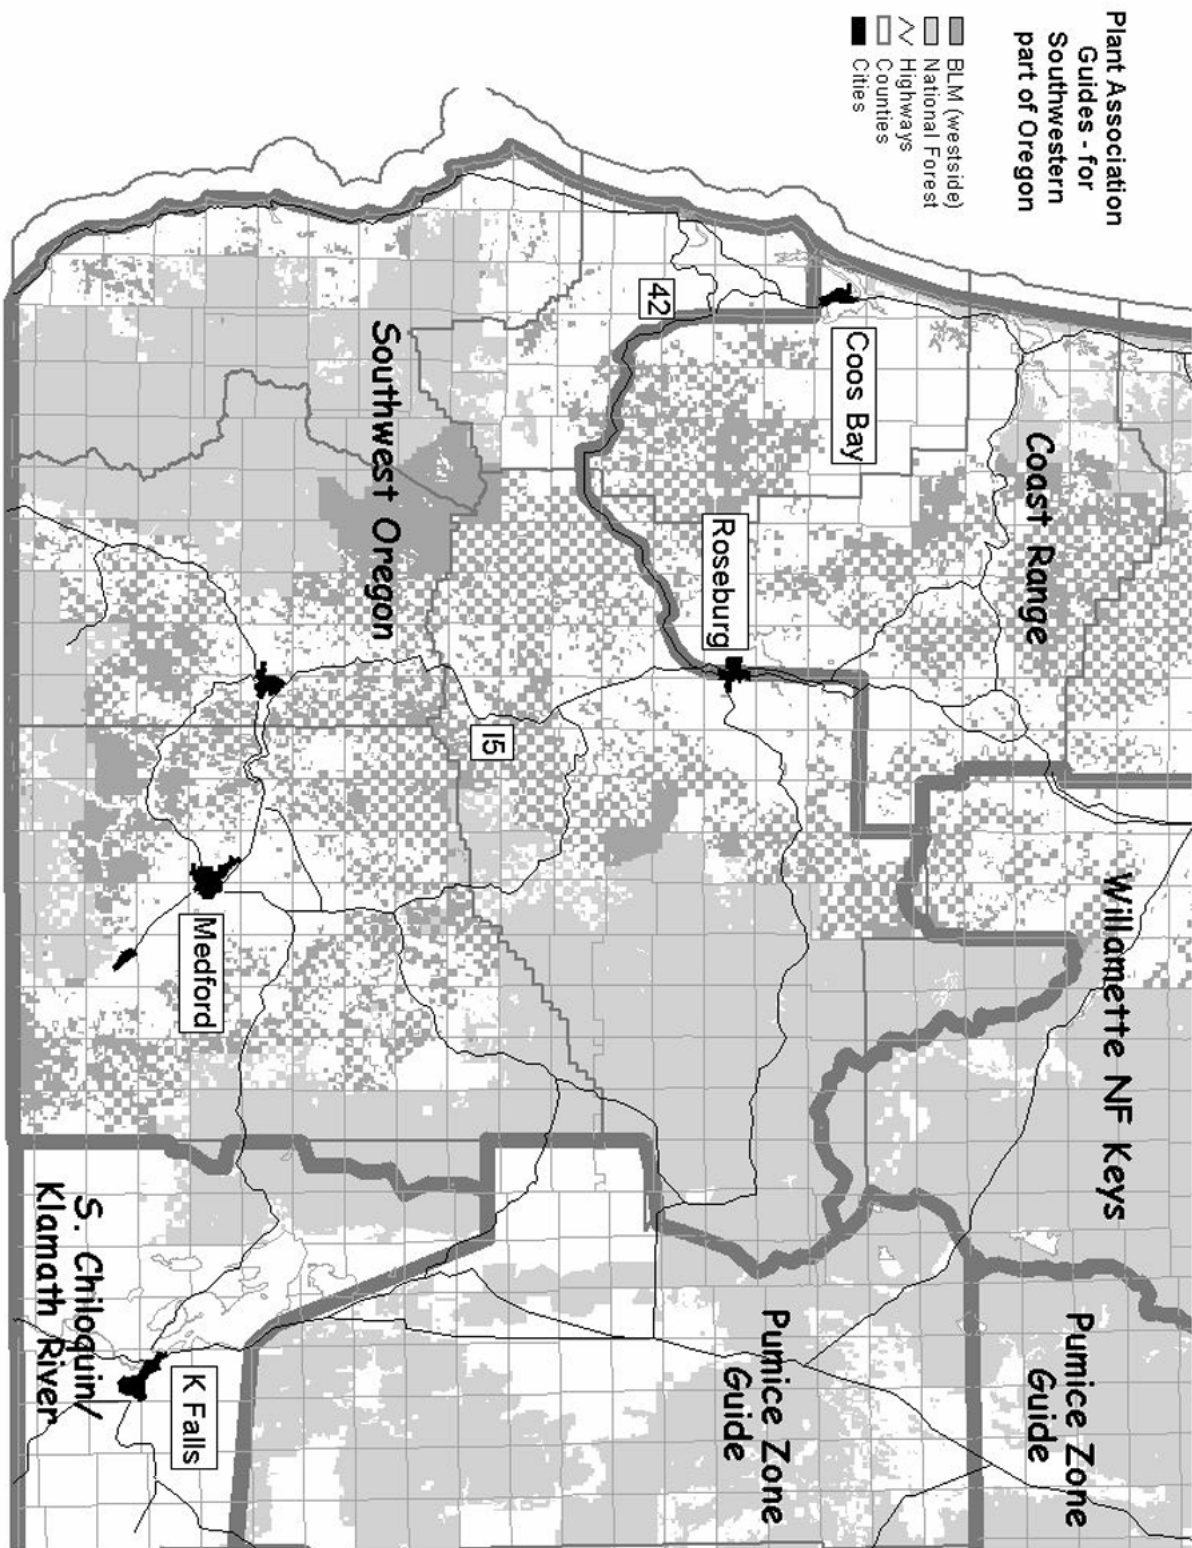 Plant Association
Guides - for
Southwestern
part of Oregon
BLM (westside)
National Forest
Highways
Counties
Cities
Coast Range
Willamette NF Keys
Pumice Zone
Guide
Coos Bay
42
Roseburg
Pumice Zone
Guide
I5
Southwest Oregon
Medford
K Falls
S. Chiloquin/
Klamath River